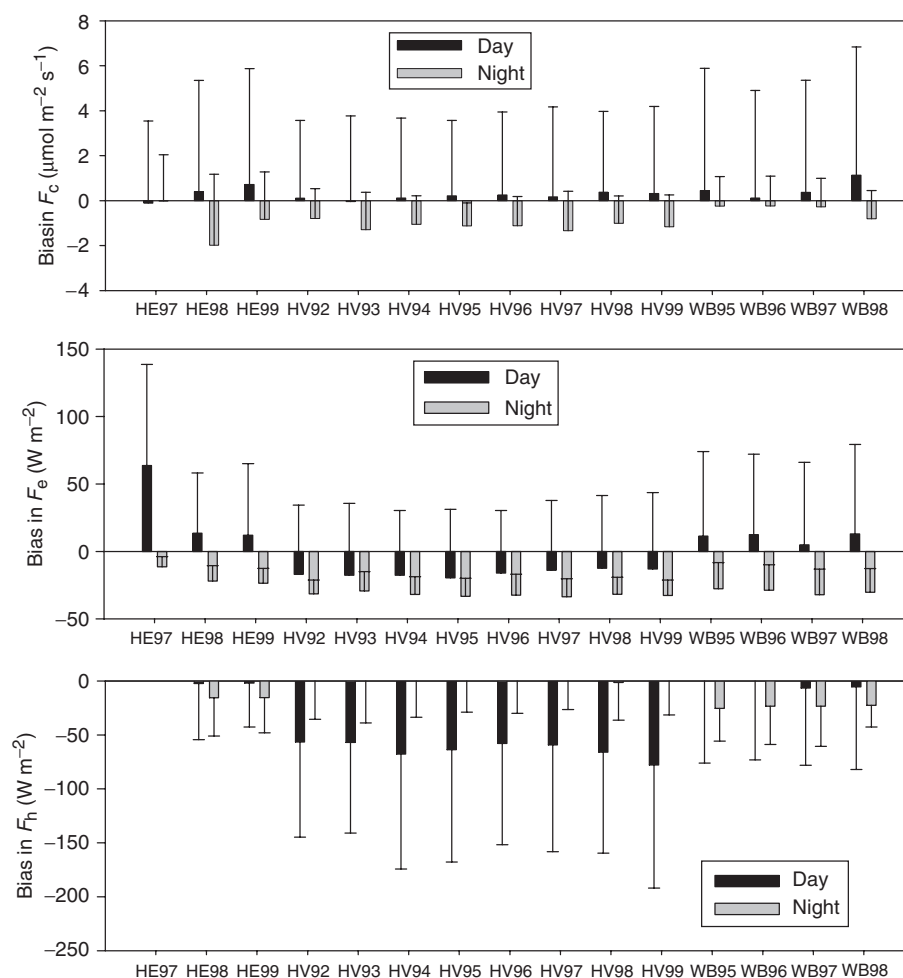 8
6
4
2
0
−2
−4
Biasin Fc (μmol m−2 s−1)
Day
Night
HE97 HE98 HE99 HV92 HV93 HV94 HV95 HV96 HV97 HV98 HV99 WB95 WB96 WB97 WB98
150
100
50
0
−50
Bias in Fe (W m−2)
Day
Night
HE97 HE98 HE99 HV92 HV93 HV94 HV95 HV96 HV97 HV98 HV99 WB95 WB96 WB97 WB98
0
−50
−100
−150
−200
−250
Bias in Fh (W m−2)
Day
Night
HE97 HE98 HE99 HV92 HV93 HV94 HV95 HV96 HV97 HV98 HV99 WB95 WB96 WB97 WB98